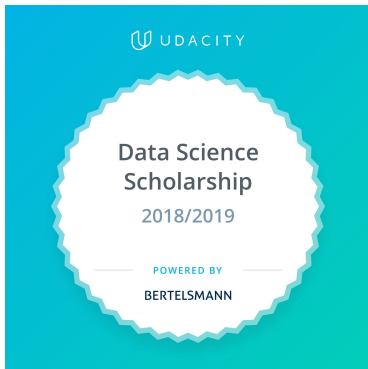 UDACITY
Data Science
Scholarship
2018/2019
POWERED BY
BERTELSMANN